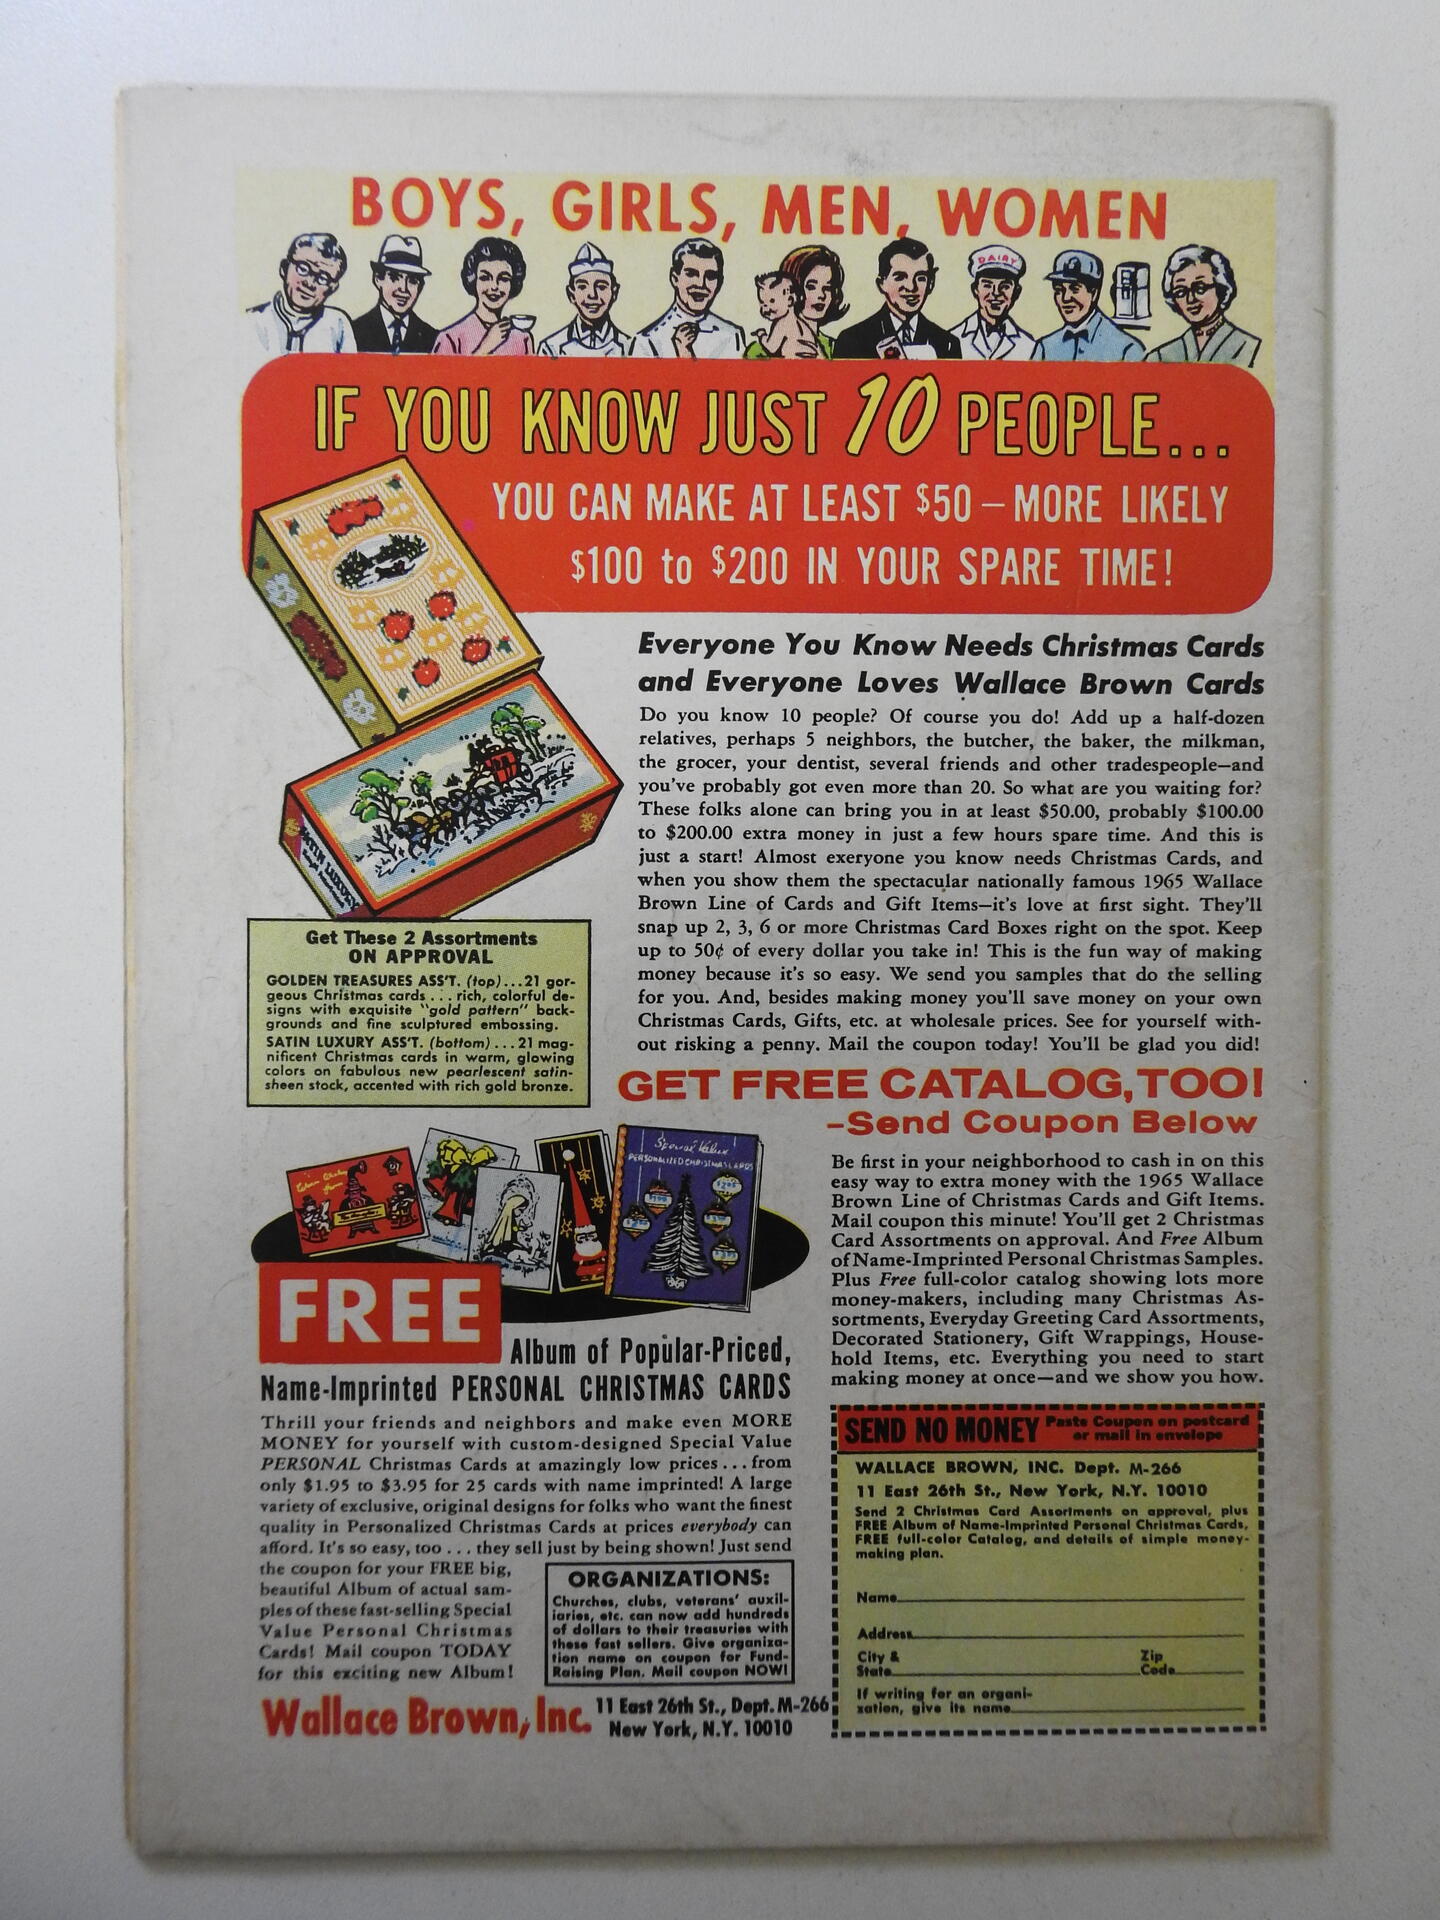 BOYS, GIRLS, MEN, WOMEN
DAIRY
IF YOU KNOW JUST 10 PEOPLE...
YOU CAN MAKE AT LEAST $50 – MORE LIKELY
$100 to $200 IN YOUR SPARE TIME!
Everyone You Know Needs Christmas Cards
and Everyone Loves Wallace Brown Cards
Do you know 10 people? Of course you do! Add up a half-dozen
relatives, perhaps 5 neighbors, the butcher, the baker, the milkman,
the grocer, your dentist, several friends and other tradespeople—and
you've probably got even more than 20. So what are you waiting for?
These folks alone can bring you in at least $50.00, probably $100.00
to $200.00 extra money in just a few hours spare time. And this is
just a start! Almost exeryone you know needs Christmas Cards, and
when you show them the spectacular nationally famous 1965 Wallace
Brown Line of Cards and Gift Items—it's love at first sight. They'll
snap up 2, 3, 6 or more Christmas Card Boxes right on the spot. Keep
up to 50¢ of every dollar you take in! This is the fun way of making
money because it's so easy. We send you samples that do the selling
for you. And, besides making money you'll save money on your own
Christmas Cards, Gifts, etc. at wholesale prices. See for yourself with-
out risking a penny. Mail the coupon today! You'll be glad you did!
SATIN LUXURY
Get These 2 Assortments
ON APPROVAL
GOLDEN TREASURES ASS'T. (top)...21 gor-
geous Christmas cards . . . rich, colorful de-
signs with exquisite "gold pattern" back-
grounds and fine sculptured embossing.
SATIN LUXURY ASS'T. (bottom) ...21 mag-
nificent Christmas cards in warm, glowing
colors on fabulous new pearlescent satin-
sheen stock, accented with rich gold bronze.
GET FREE CATALOG, TOO!
–Send Coupon Below
Be first in your neighborhood to cash in on this
easy way to extra money with the 1965 Wallace
Brown Line of Christmas Cards and Gift Items.
Mail coupon this minute! You'll get 2 Christmas
Card Assortments on approval. And Free Album
of Name-Imprinted Personal Christmas Samples.
Plus Free full-color catalog showing lots more
money-makers, including many Christmas As-
sortments, Everyday Greeting Card Assortments,
Decorated Stationery, Gift Wrappings, House-
hold Items, etc. Everything you need to start
making money at once—and we show you how.
Special Value
PERSONALIZED CHRISTMAS CARDS
FREE
Album of Popular-Priced,
Name-Imprinted PERSONAL CHRISTMAS CARDS
Thrill your friends and neighbors and make even MORE
MONEY for yourself with custom-designed Special Value
PERSONAL Christmas Cards at amazingly low prices . . . from
only $1.95 to $3.95 for 25 cards with name imprinted! A large
variety of exclusive, original designs for folks who want the finest
quality in Personalized Christmas Cards at prices everybody can
afford. It's so easy, too . . . they sell just by being shown! Just send
the coupon for your FREE big,
beautiful Album of actual sam-
ples of these fast-selling Special
Value Personal Christmas
Cards! Mail coupon TODAY
for this exciting new Album!
ORGANIZATIONS:
Churches, clubs, veterans' auxil-
iaries, etc. can now add hundreds
of dollars to their treasuries with
these fast sellers. Give organiza-
tion name on coupon for Fund-
Raising Plan. Mail coupon NOW!
Wallace Brown, Inc.
11 East 26th St., Dept. M-266
New York, N.Y. 10010
SEND NO MONEY Paste Coupon on postcard
or mail in envelope
WALLACE BROWN, INC. Dept. M-266
11 East 26th St., New York, N.Y. 10010
Send 2 Christmas Card Assortments on approval, plus
FREE Album of Name-Imprinted Personal Christmas Cards,
FREE full-color Catalog, and details of simple money-
making plan.
Name
Address
City &
State
Zip
Code
If writing for an organi-
zation, give its name